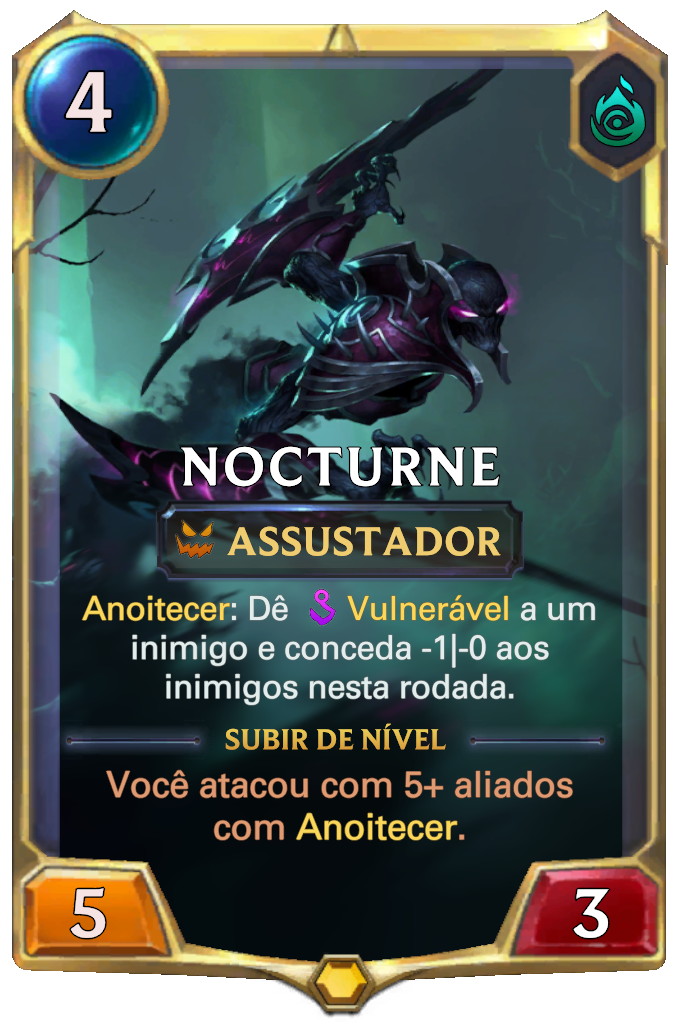 4
NOCTURNE
ASSUSTADOR
Anoitecer: Dê Vulnerável a um
inimigo e conceda -1|-0 aos
inimigos nesta rodada.
SUBIR DE NÍVEL
Você atacou com 5+ aliados
com Anoitecer.
5
3